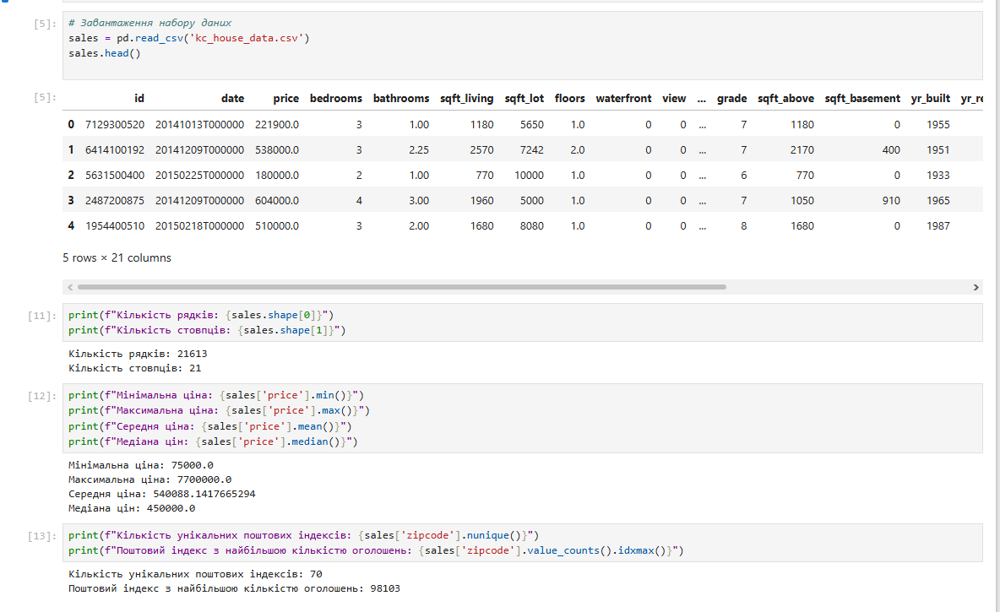 [5]:
# Завантаження набору даних
sales = pd.read_csv('kc_house_data.csv')
sales.head()
[5]:
id date price bedrooms bathrooms sqft_living sqft_lot floors waterfront view ... grade sqft_above sqft_basement yr_built yr_re
0 7129300520 20141013T000000 221900.0 3 1.00 1180 5650 1.0 0 0 ... 7 1180 0 1955
1 6414100192 20141209T000000 538000.0 3 2.25 2570 7242 2.0 0 0 ... 7 2170 400 1951
2 5631500400 20150225T000000 180000.0 2 1.00 770 10000 1.0 0 0 ... 6 770 0 1933
3 2487200875 20141209T000000 604000.0 4 3.00 1960 5000 1.0 0 0 ... 7 1050 910 1965
4 1954400510 20150218T000000 510000.0 3 2.00 1680 8080 1.0 0 0 ... 8 1680 0 1987
5 rows × 21 columns
[11]:
print(f"Кількість рядків: {sales.shape[0]}")
print(f"Кількість стовпців: {sales.shape[1]}")
Кількість рядків: 21613
Кількість стовпців: 21
[12]:
print(f"Мінімальна ціна: {sales['price'].min()}")
print(f"Максимальна ціна: {sales['price'].max()}")
print(f"Середня ціна: {sales['price'].mean()}")
print(f"Медіана цін: {sales['price'].median()}")
Мінімальна ціна: 75000.0
Максимальна ціна: 7700000.0
Середня ціна: 540088.1417665294
Медіана цін: 450000.0
[13]:
print(f"Кількість унікальних поштових індексів: {sales['zipcode'].nunique()}")
print(f"Поштовий індекс з найбільшою кількістю оголошень: {sales['zipcode'].value_counts().idxmax()}")
Кількість унікальних поштових індексів: 70
Поштовий індекс з найбільшою кількістю оголошень: 98103